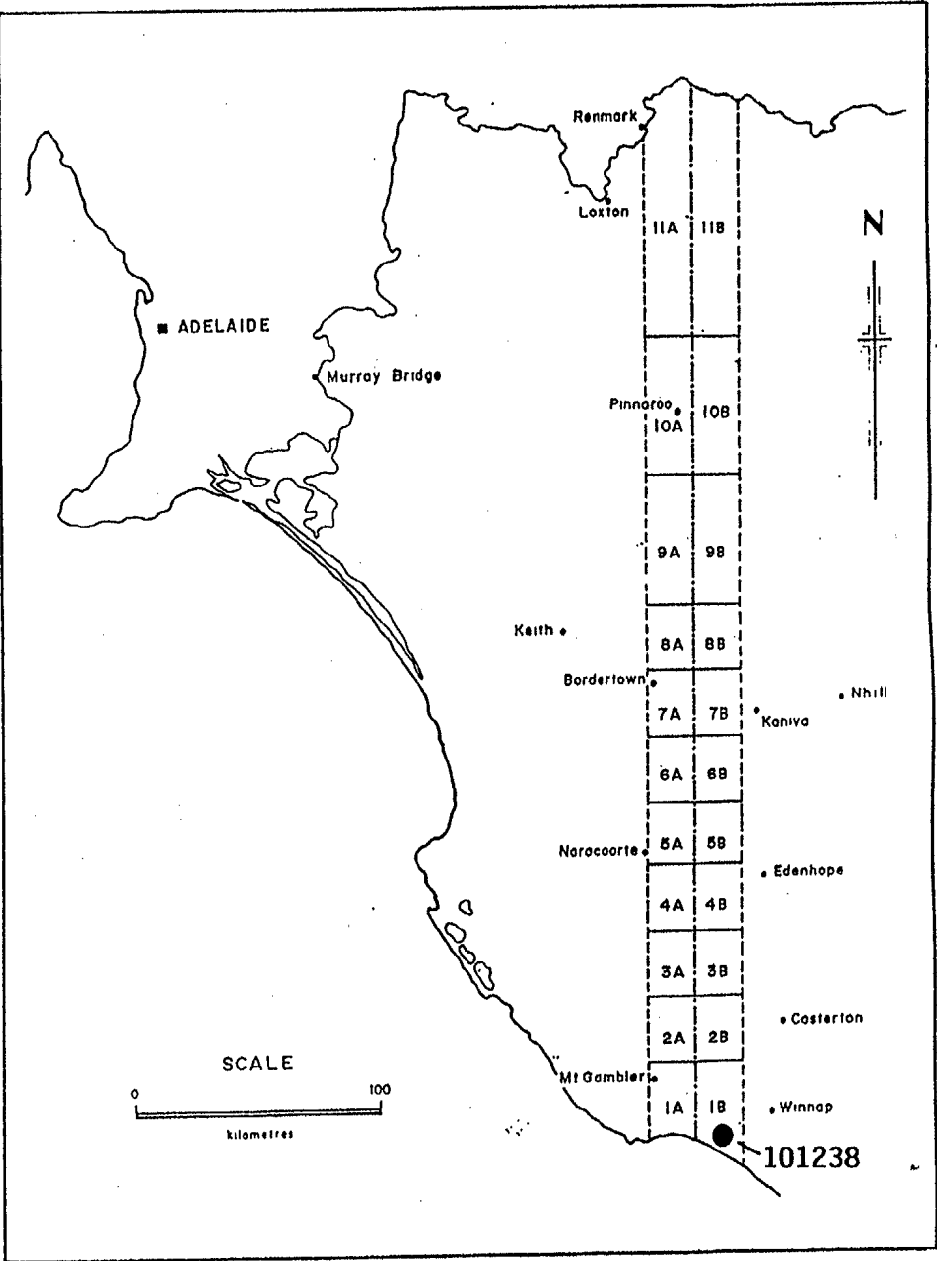 Renmark
Loxton
11A 11B
N
ADELAIDE
Murray Bridge
Pinnaroo
10A 10B
9A 9B
Keith
8A 8B
Bordertown
Nhill
7A 7B
Kaniva
6A 6B
Naracoorte
5A 5B
Edenhope
4A 4B
3A 3B
Casterton
2A 2B
SCALE
Mt Gambier
0 100
1A 1B
Winnap
kilometres
101238